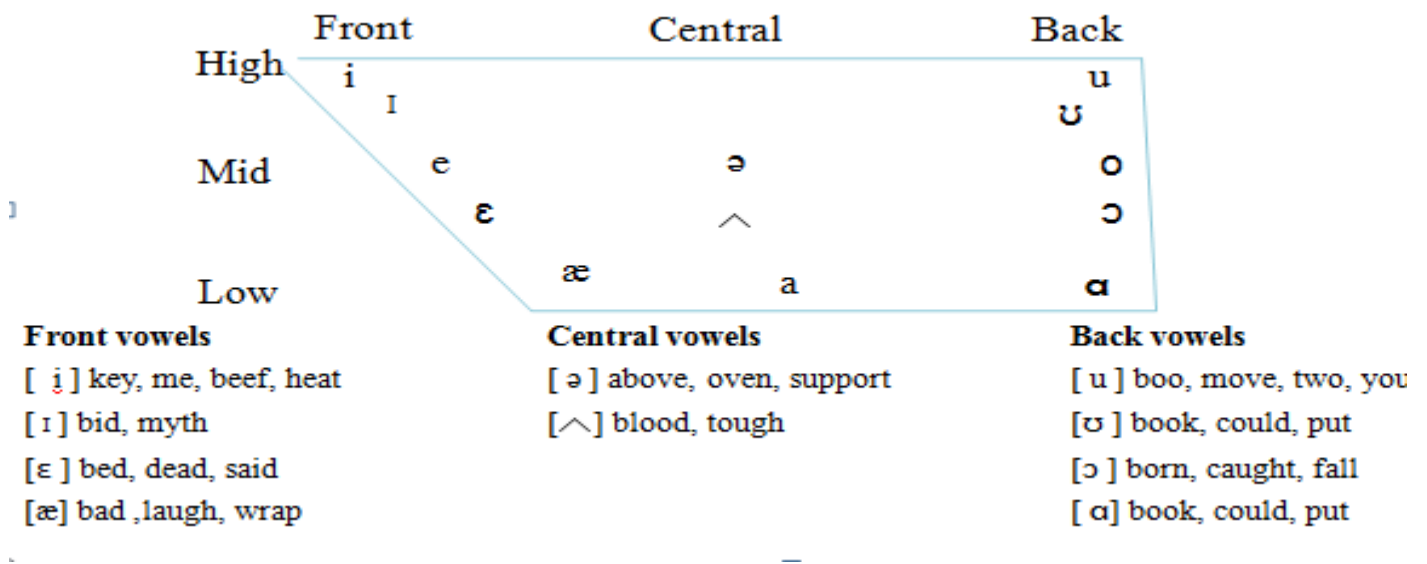 Front Central Back
High i u
ɪ ʊ
Mid e ə o
ɛ ︿ ɔ
æ a
Low ɑ
Front vowels Central vowels Back vowels
[ i ] key, me, beef, heat [ ə ] above, oven, support [ u ] boo, move, two, you
[ ɪ ] bid, myth [︿] blood, tough [ʊ ] book, could, put
[ɛ ] bed, dead, said [ɔ ] born, caught, fall
[æ] bad ,laugh, wrap [ ɑ] book, could, put